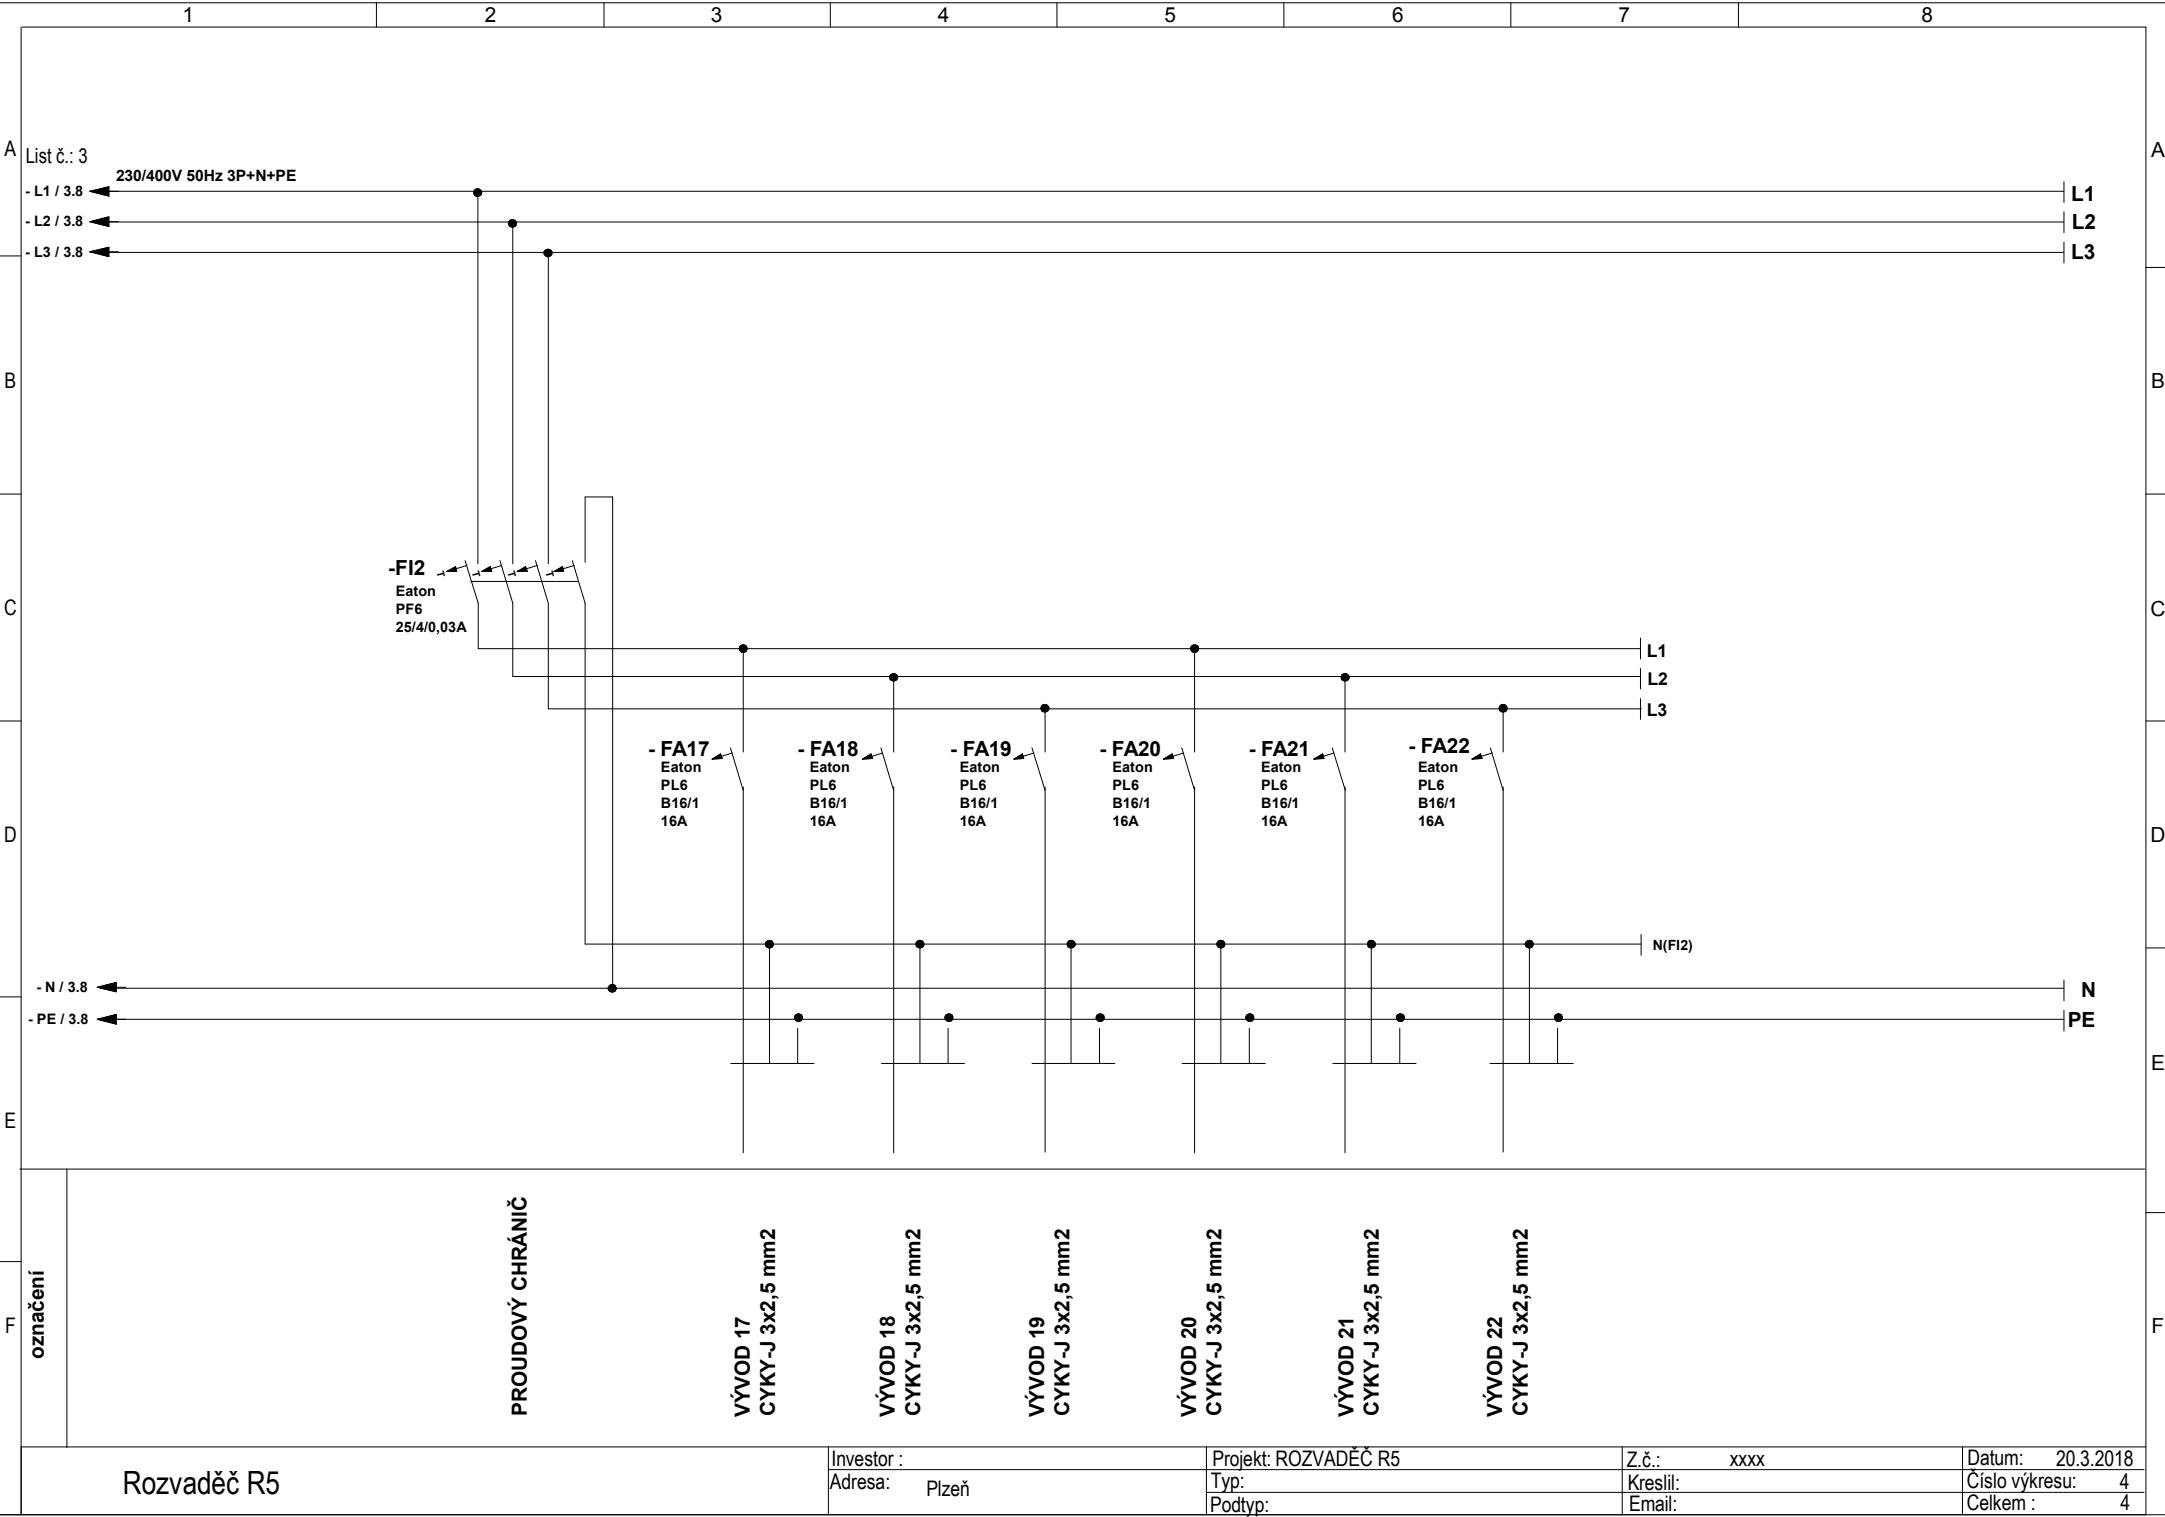 1 2 3 4 5 6 7 8
A
List č.: 3
A
230/400V 50Hz 3P+N+PE
- L1 / 3.8
L1
- L2 / 3.8
L2
- L3 / 3.8
L3
B
B
-FI2
Eaton
PF6
25/4/0,03A
C
C
L1
L2
L3
- FA17
Eaton
PL6
B16/1
16A
- FA18
Eaton
PL6
B16/1
16A
- FA19
Eaton
PL6
B16/1
16A
- FA20
Eaton
PL6
B16/1
16A
- FA21
Eaton
PL6
B16/1
16A
- FA22
Eaton
PL6
B16/1
16A
D
D
N(FI2)
- N / 3.8
N
- PE / 3.8
PE
E
E
označení
F
F
PROUDOVÝ CHRÁNIČ
VÝVOD 17
CYKY-J 3x2,5 mm2
VÝVOD 18
CYKY-J 3x2,5 mm2
VÝVOD 19
CYKY-J 3x2,5 mm2
VÝVOD 20
CYKY-J 3x2,5 mm2
VÝVOD 21
CYKY-J 3x2,5 mm2
VÝVOD 22
CYKY-J 3x2,5 mm2
Rozvaděč R5
Investor :
Adresa: Plzeň
Projekt: ROZVADĚČ R5
Typ:
Podtyp:
Z.č.: xxxx
Kreslil:
Email:
Datum: 20.3.2018
Číslo výkresu: 4
Celkem : 4